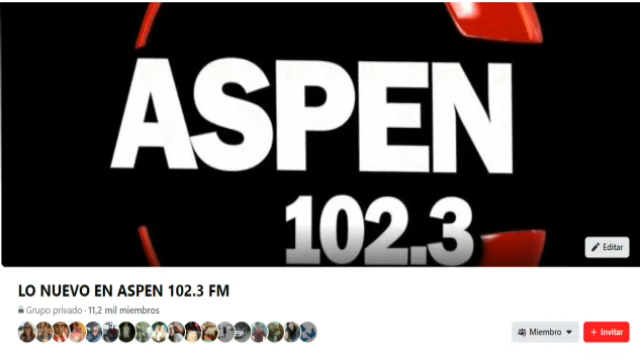 ASPEN
102.3
Editar
LO NUEVO EN ASPEN 102.3 FM
Grupo privado · 11,2 mil miembros
Miembro
+ Invitar